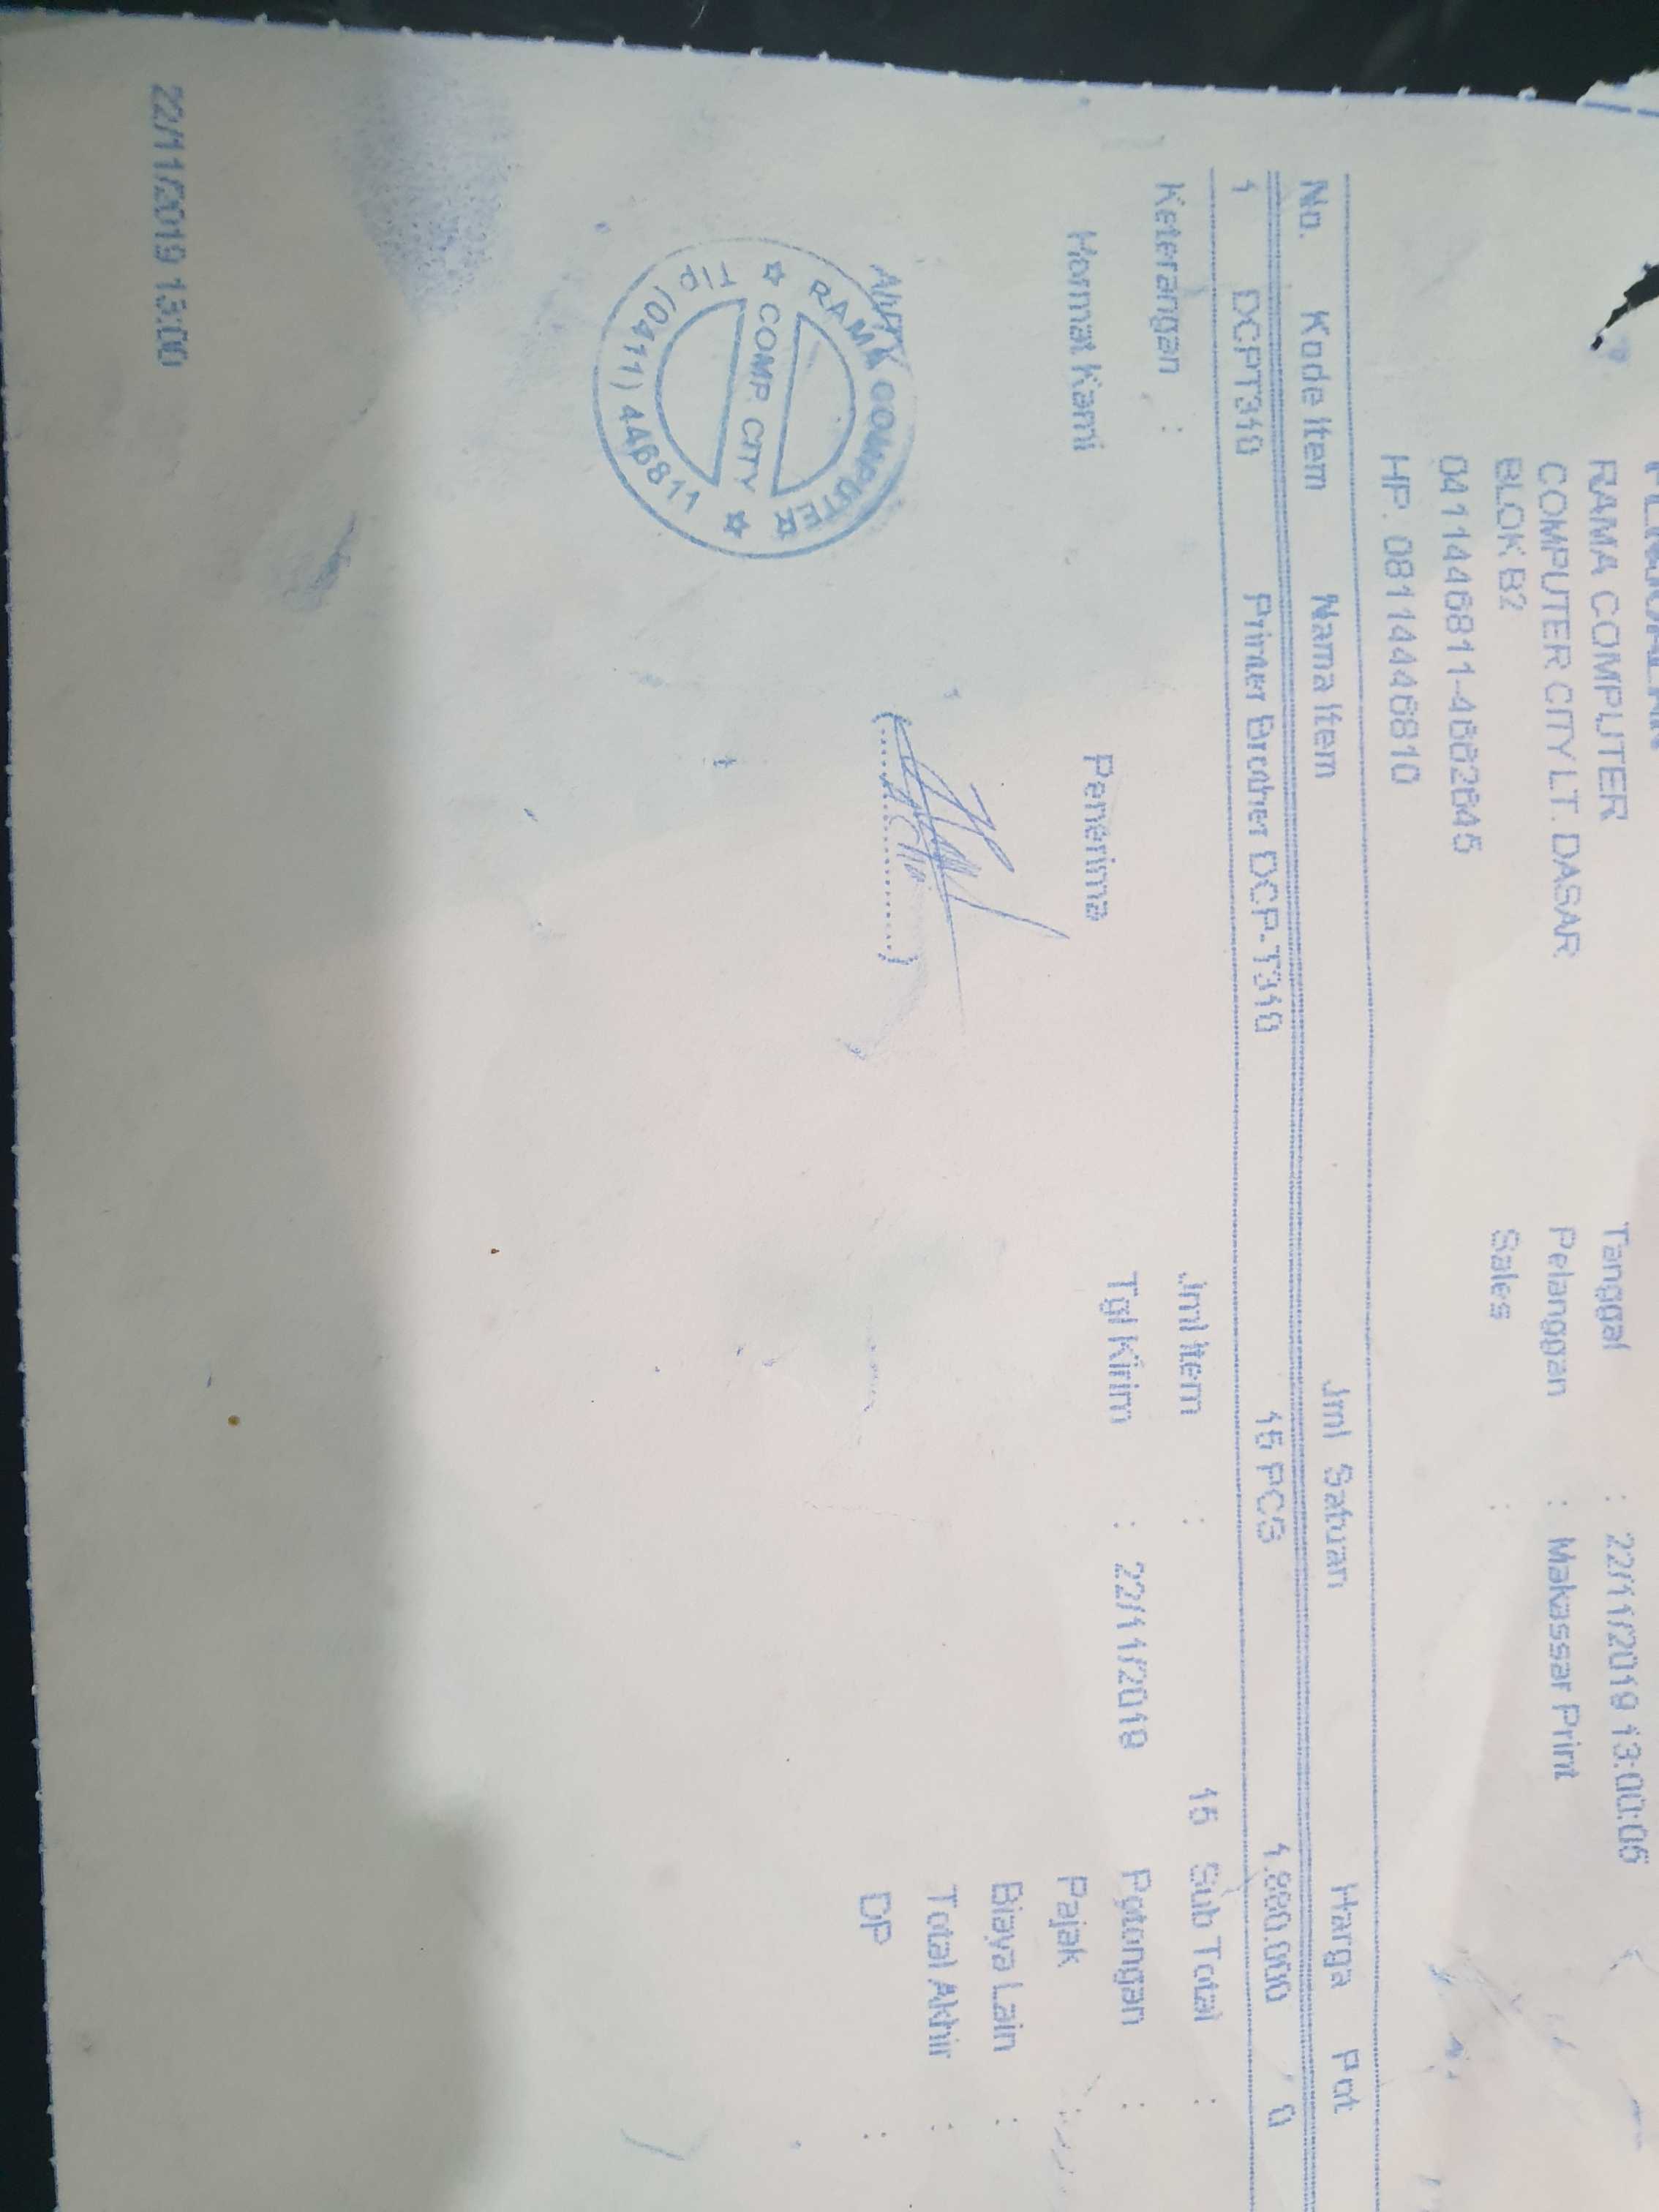 RAMA COMPUTER
COMPUTER CITY LT. DASAR
BLOK B2
HP. 08114446810
Tanggal : 22/11/2019 13:00:06
Pelanggan : Makassar Print
Sales :
No. Kode Item Nama Item Jml Satuan Harga Pot
1 DCPT310 Printer Brother DCP-T310 15 PCS 1.880.000 0
Keterangan :
Jml Item : 15 Sub Total :
Hormat Kami Penerima Tgl Kirim : 22/11/2019 Potongan :
Pajak
Biaya Lain :
Total Akhir :
DP :
RAMA COMPUTER
COMP. CITY
Tlp (0411) 446811
22/11/2019 13:00